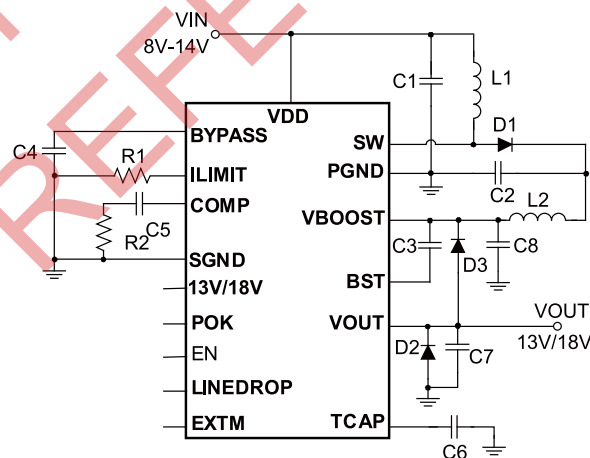 VIN
8V-14V
C1
L1
VDD
BYPASS
SW
D1
C4
R1
ILIMIT
PGND
C2
COMP
C5
R2
VBOOST
L2
C3
C8
D3
SGND
13V/18V
BST
POK
VOUT
VOUT
13V/18V
EN
D2
C7
LINEDROP
EXTM
TCAP
C6
REFE